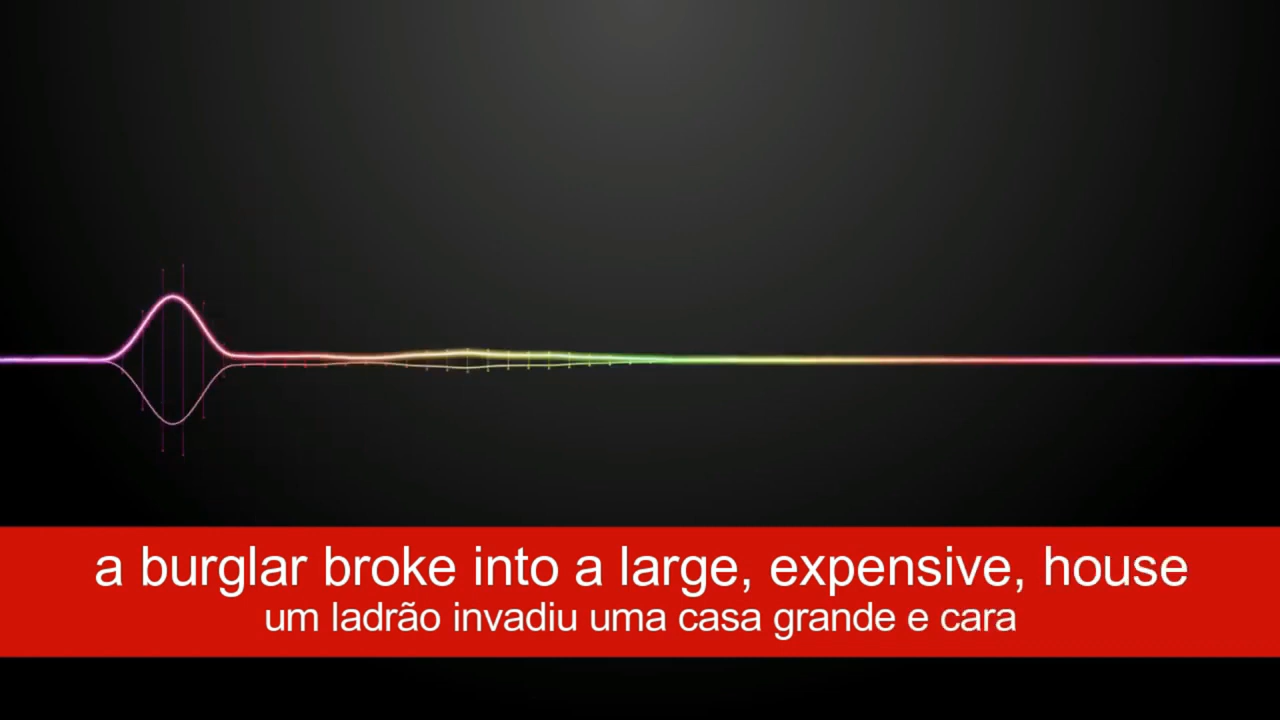 a burglar broke into a large, expensive, house
um ladrão invadiu uma casa grande e cara